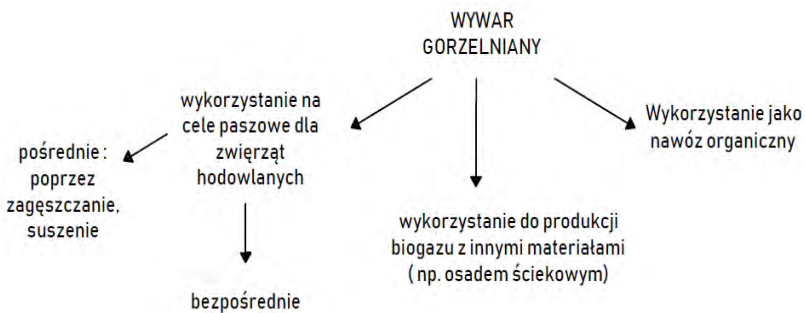 WYWAR
GORZELNIANY
wykorzystanie na
cele paszowe dla
zwięrząt
hodowlanych
Wykorzystanie jako
nawóz organiczny
pośrednie :
poprzez
zagęszczanie,
suszenie
wykorzystanie do produkcji
biogazu z innymi materiałami
( np. osadem ściekowym)
bezpośrednie